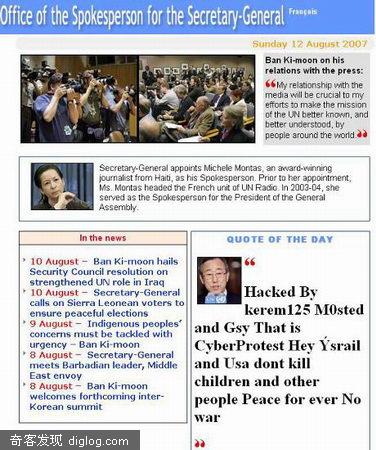 Office of the Spokesperson for the Secretary-General Français
Sunday 12 August 2007
Ban Ki-moon on his
relations with the press:
“My relationship with the
media will be crucial to my
efforts to make the mission
of the UN better known, and
better understood, by
people around the world.”
Secretary-General appoints Michele Montas, an award-winning
journalist from Haiti, as his Spokesperson. Prior to her appointment,
Ms. Montas headed the French unit of UN Radio. In 2003-04, she
served as the Spokesperson for the President of the General
Assembly.
In the news
10 August – Ban Ki-moon hails
Security Council resolution on
strengthened UN role in Iraq
10 August – Secretary-General
calls on Sierra Leonean voters to
ensure peaceful elections
9 August – Indigenous peoples'
concerns must be tackled with
urgency – Ban Ki-moon
8 August – Secretary-General
meets Barbadian leader, Middle
East envoy
8 August – Ban Ki-moon
welcomes forthcoming inter-
Korean summit
QUOTE OF THE DAY
“
Hacked By
kerem125 M0sted
and Gsy That is
CyberProtest Hey Ýsrail
and Usa dont kill
children and other
people Peace for ever No
war
”
奇客发现 diglog.com